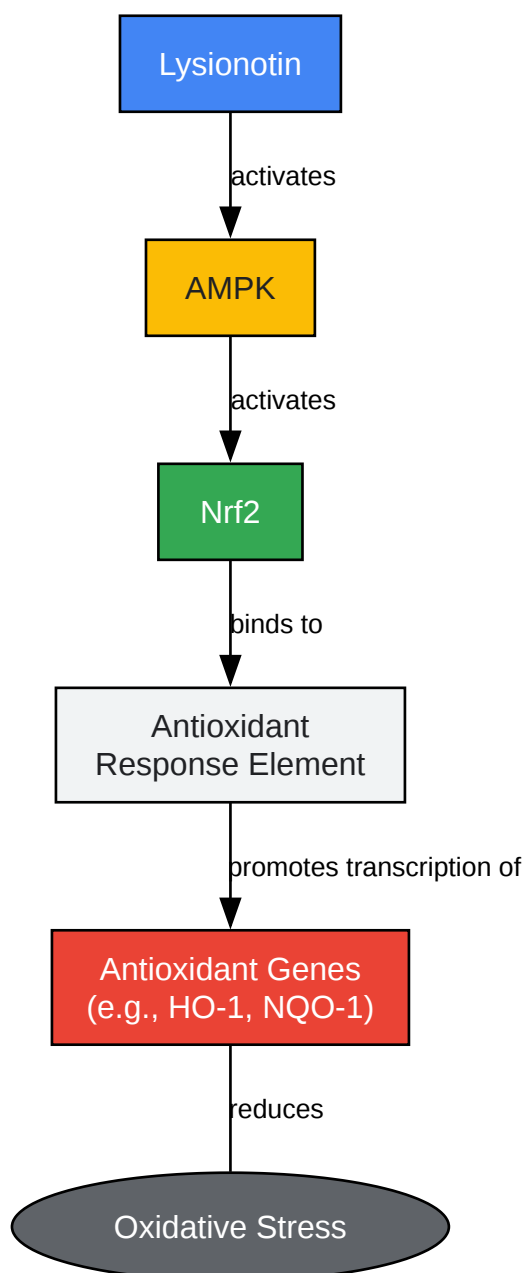 Lysionotin
activates
AMPK
activates
Nrf2
binds to
Antioxidant
Response Element
promotes transcription of
Antioxidant Genes
(e.g., HO-1, NQO-1)
reduces
Oxidative Stress